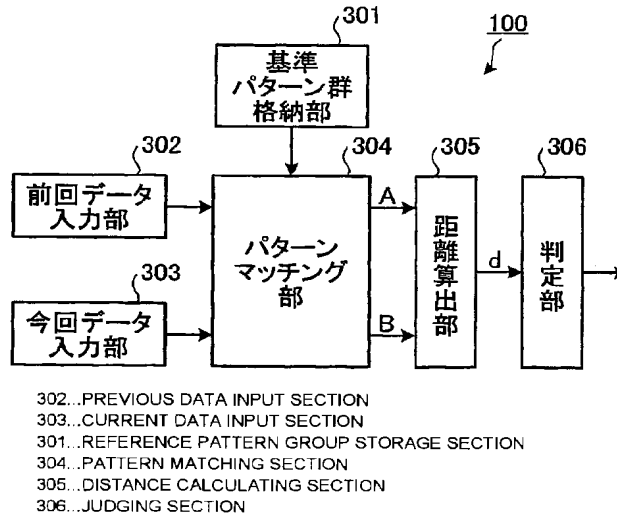 301
100
基準
パターン群
格納部
302
304
305
306
前回データ
入力部
A
パターン
マッチング
部
距離算出部
d
判定部
303
今回データ
入力部
B
302...PREVIOUS DATA INPUT SECTION
303...CURRENT DATA INPUT SECTION
301...REFERENCE PATTERN GROUP STORAGE SECTION
304...PATTERN MATCHING SECTION
305...DISTANCE CALCULATING SECTION
306...JUDGING SECTION